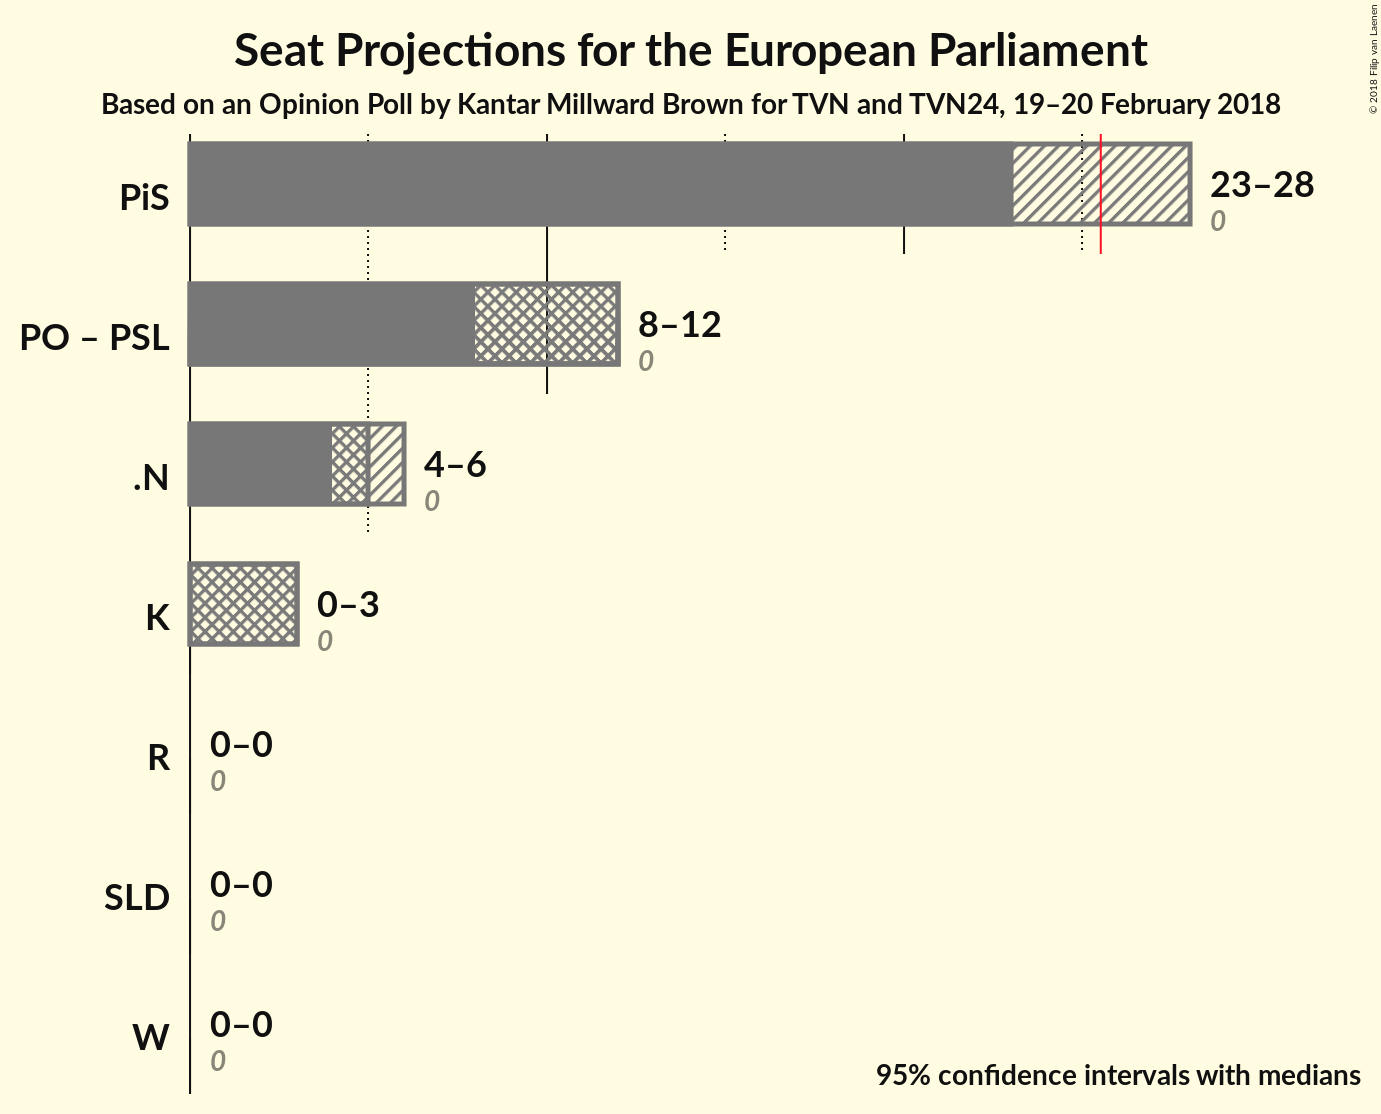 Seat Projections for the European Parliament
Based on an Opinion Poll by Kantar Millward Brown for TVN and TVN24, 19–20 February 2018
© 2018 Filip van Laenen
PiS
23–28
0
PO – PSL
8–12
0
.N
4–6
0
K
0–3
0
R
0–0
0
SLD
0–0
0
W
0–0
0
95% confidence intervals with medians